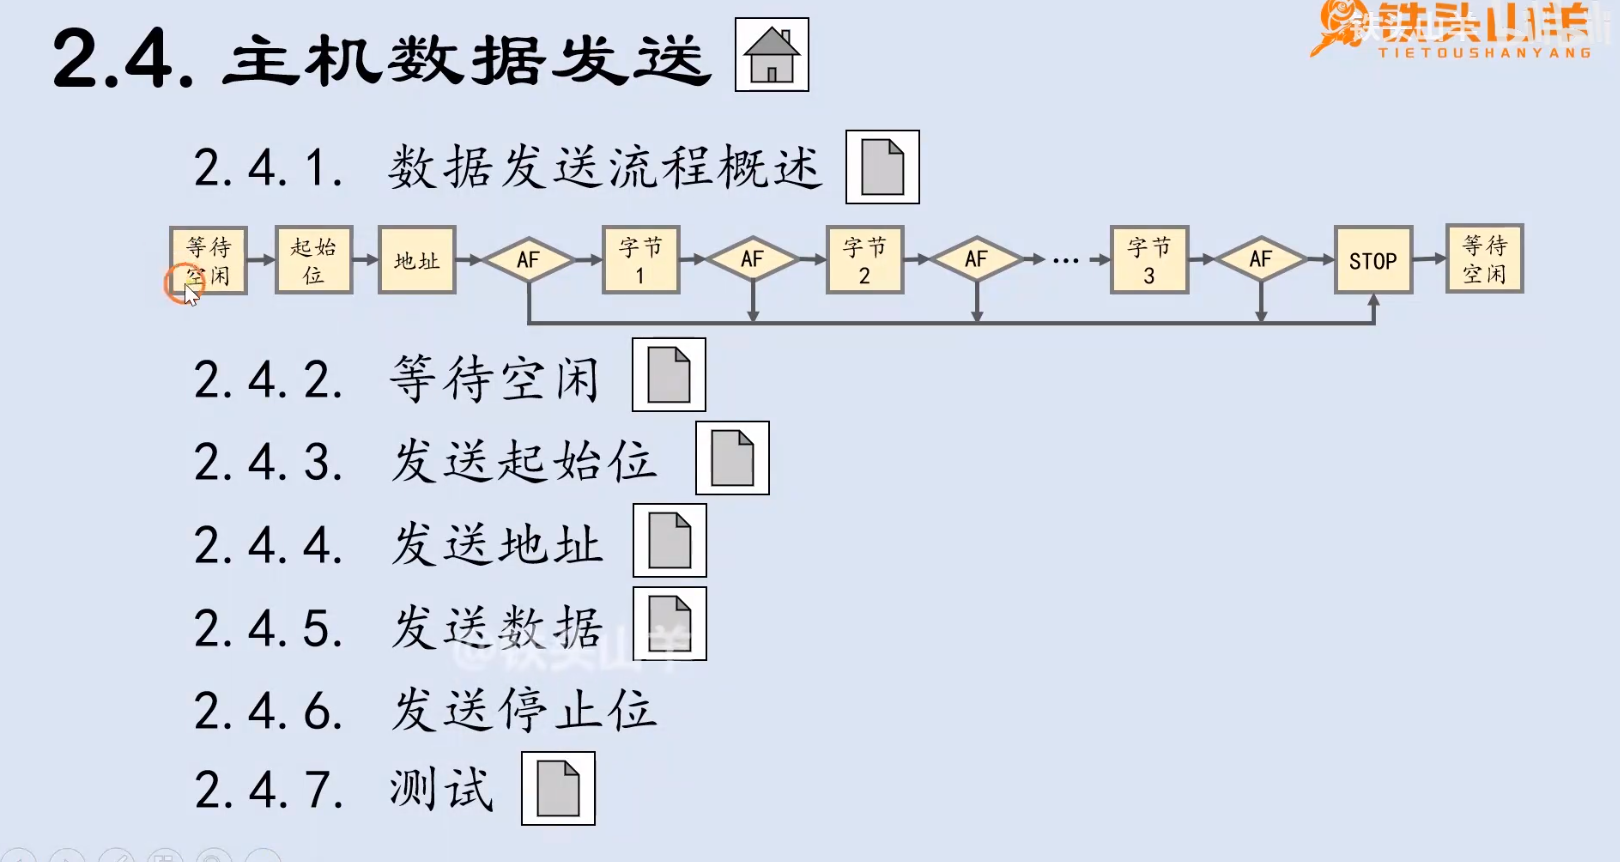 2.4. 主机数据发送
铁头山羊
TIETOUSHANYANG
2.4.1. 数据发送流程概述
等待空闲
起始位
地址
AF
字节1
AF
字节2
AF
...
字节3
AF
STOP
等待空闲
2.4.2. 等待空闲
2.4.3. 发送起始位
2.4.4. 发送地址
2.4.5. 发送数据
@铁头山羊
2.4.6. 发送停止位
2.4.7. 测试